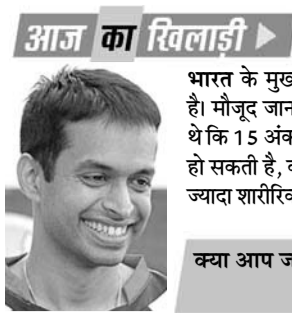 आज का खिलाड़ी
भारत के मुख
है। मौजूद जान
थे कि 15 अंक
हो सकती है,
ज्यादा शारीरिक
क्या आप ज